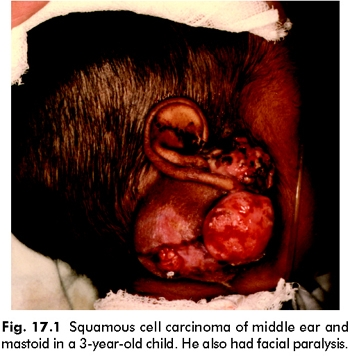 Fig. 17.1 Squamous cell carcinoma of middle ear and
mastoid in a 3-year-old child. He also had facial paralysis.